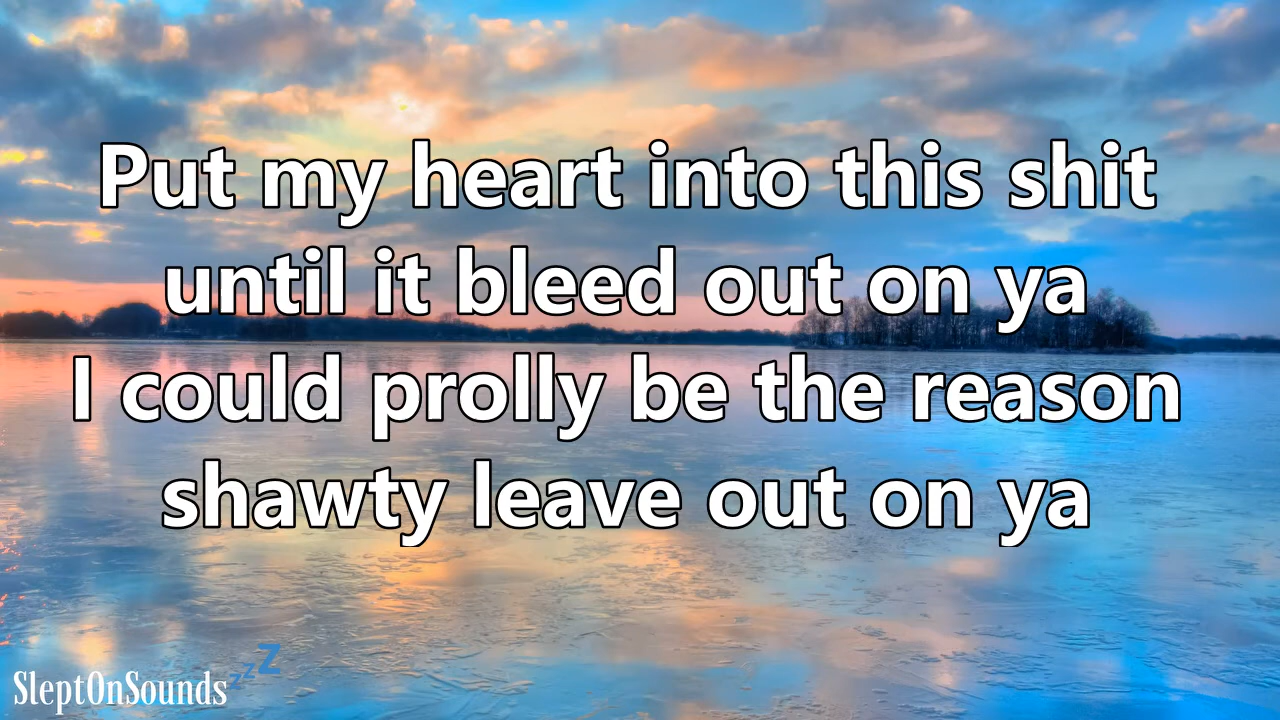 Put my heart into this shit
until it bleed out on ya
I could prolly be the reason
shawty leave out on ya
SleptOnSounds
zzZ